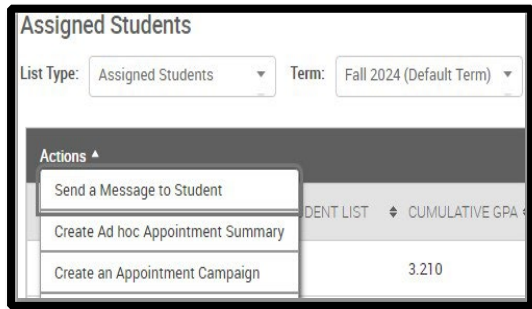 Assigned Students
List Type: Assigned Students Term: Fall 2024 (Default Term)
Actions
Send a Message to Student
DENT LIST CUMULATIVE GPA
Create Ad hoc Appointment Summary
Create an Appointment Campaign
3.210